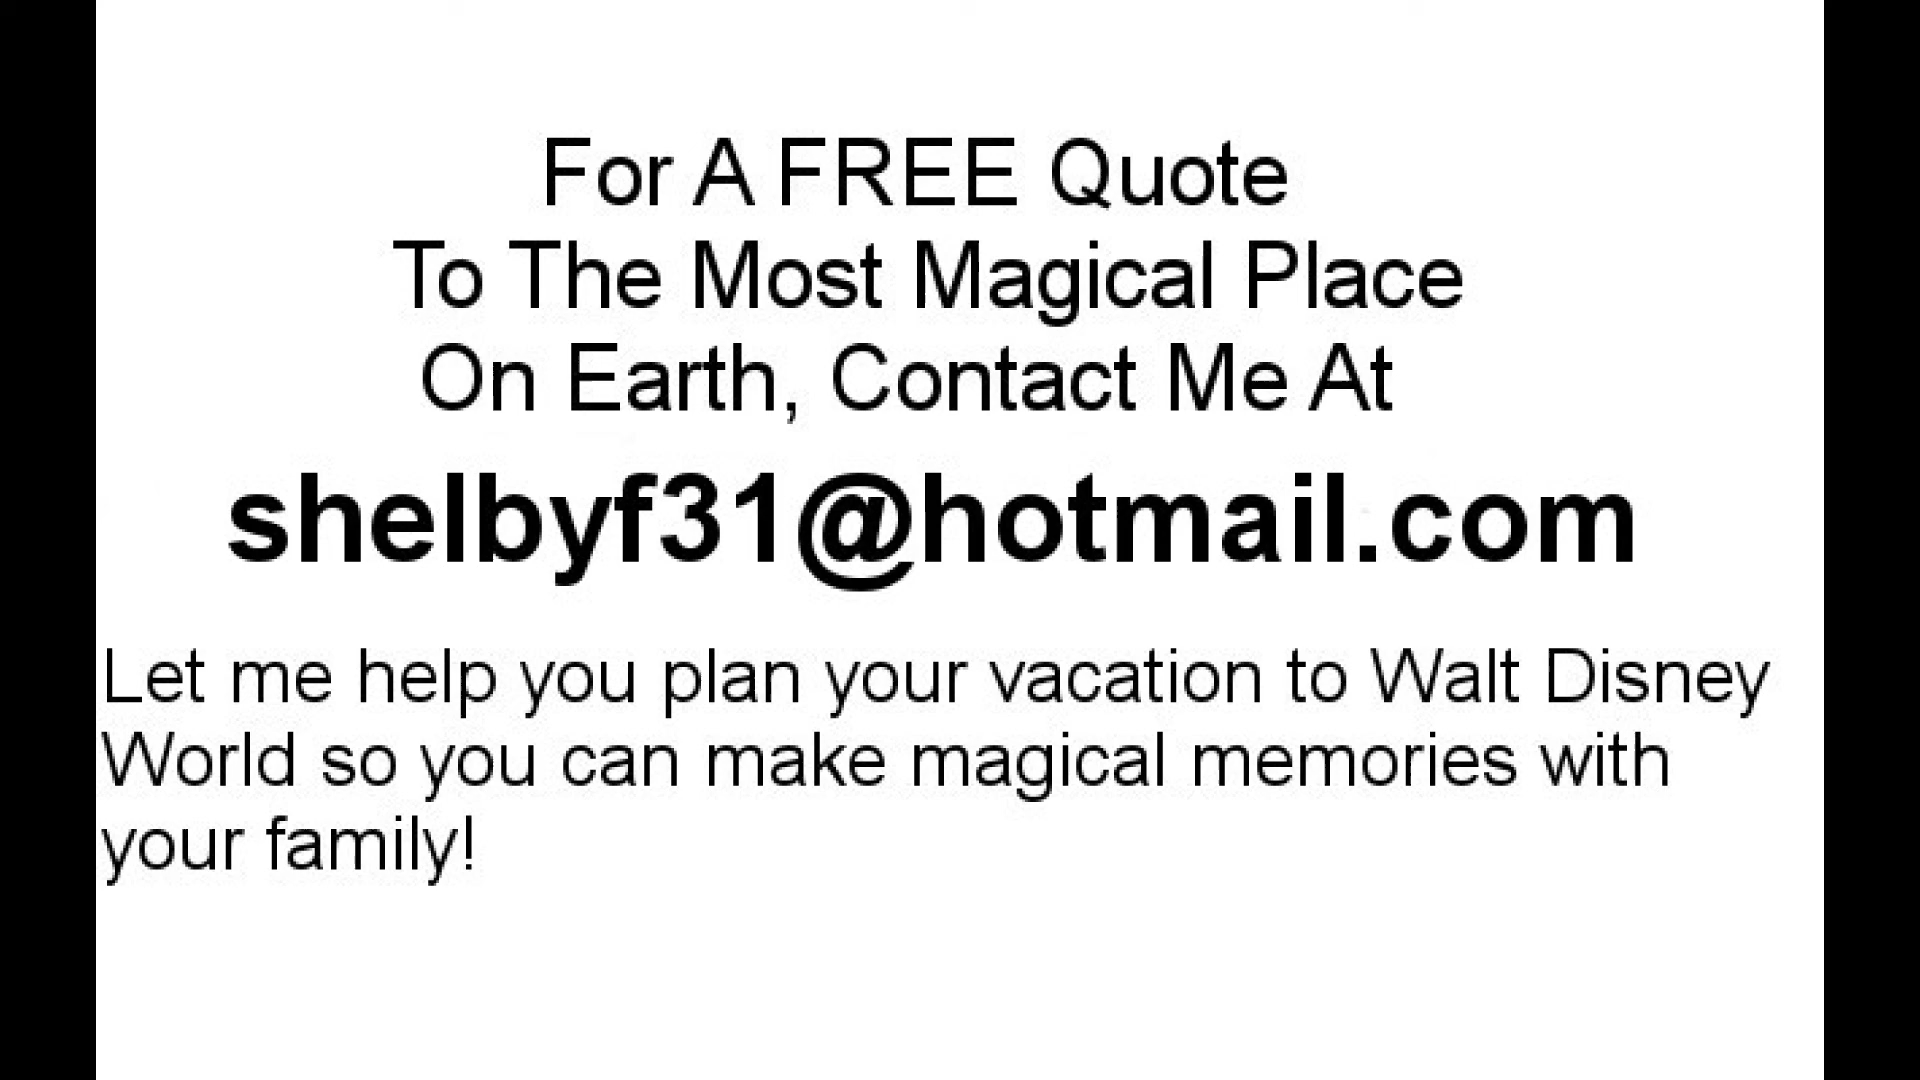 For A FREE Quote
To The Most Magical Place
On Earth, Contact Me At
shelbyf31@hotmail.com
Let me help you plan your vacation to Walt Disney
World so you can make magical memories with
your family!